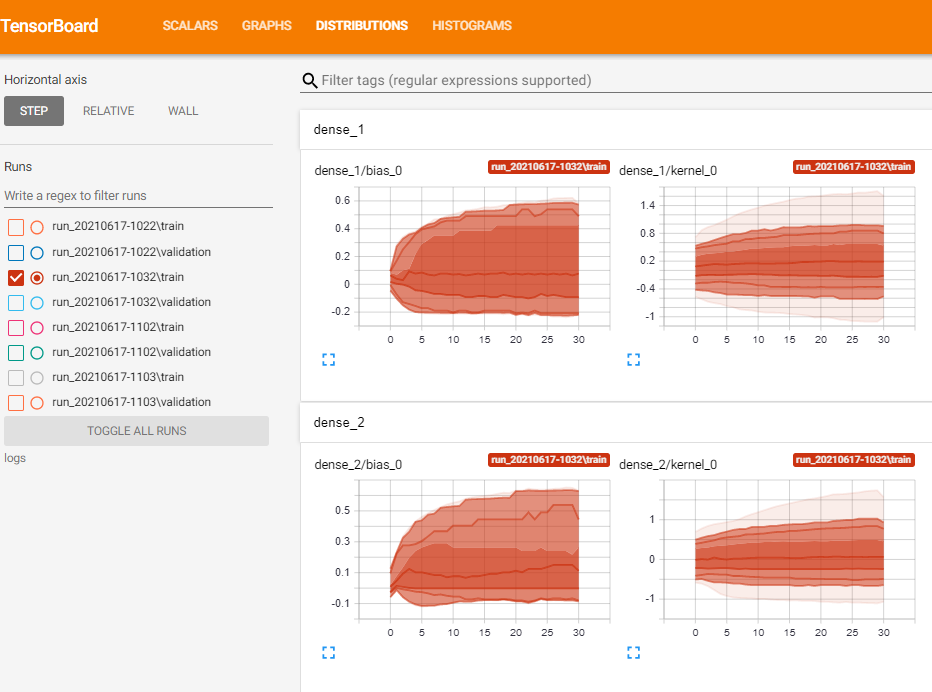 TensorBoard SCALARS GRAPHS DISTRIBUTIONS HISTOGRAMS
Horizontal axis
STEP RELATIVE WALL
Runs
Write a regex to filter runs
run_20210617-1022\train
run_20210617-1022\validation
run_20210617-1032\train
run_20210617-1032\validation
run_20210617-1102\train
run_20210617-1102\validation
run_20210617-1103\train
run_20210617-1103\validation
TOGGLE ALL RUNS
logs
Filter tags (regular expressions supported)
dense_1
dense_1/bias_0 run_20210617-1032\train
0.6
0.4
0.2
0
-0.2
0 5 10 15 20 25 30
dense_1/kernel_0 run_20210617-1032\train
1.4
0.8
0.2
-0.4
-1
0 5 10 15 20 25 30
dense_2
dense_2/bias_0 run_20210617-1032\train
0.5
0.3
0.1
-0.1
0 5 10 15 20 25 30
dense_2/kernel_0 run_20210617-1032\train
1
0
-1
0 5 10 15 20 25 30